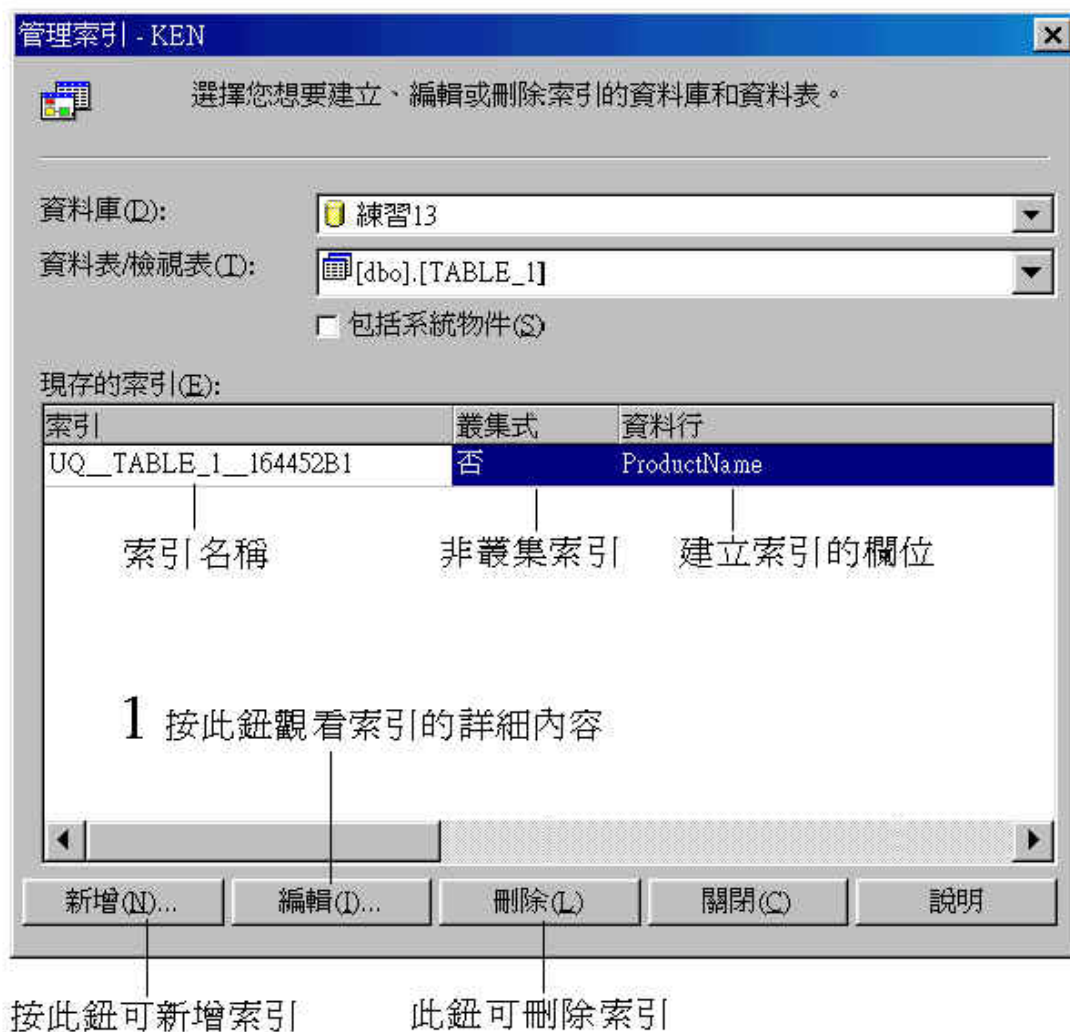 管理索引 - KEN
選擇您想要建立、編輯或刪除索引的資料庫和資料表。
資料庫(D):
練習13
資料表/檢視表(T):
[dbo].[TABLE_1]
包括系統物件(S)
現存的索引(E):
索引 叢集式 資料行
UQ__TABLE_1__164452B1 否 ProductName
索引名稱 非叢集索引 建立索引的欄位
1 按此鈕觀看索引的詳細內容
新增(N)... 編輯(I)... 刪除(L) 關閉(C) 說明
按此鈕可新增索引 此鈕可刪除索引